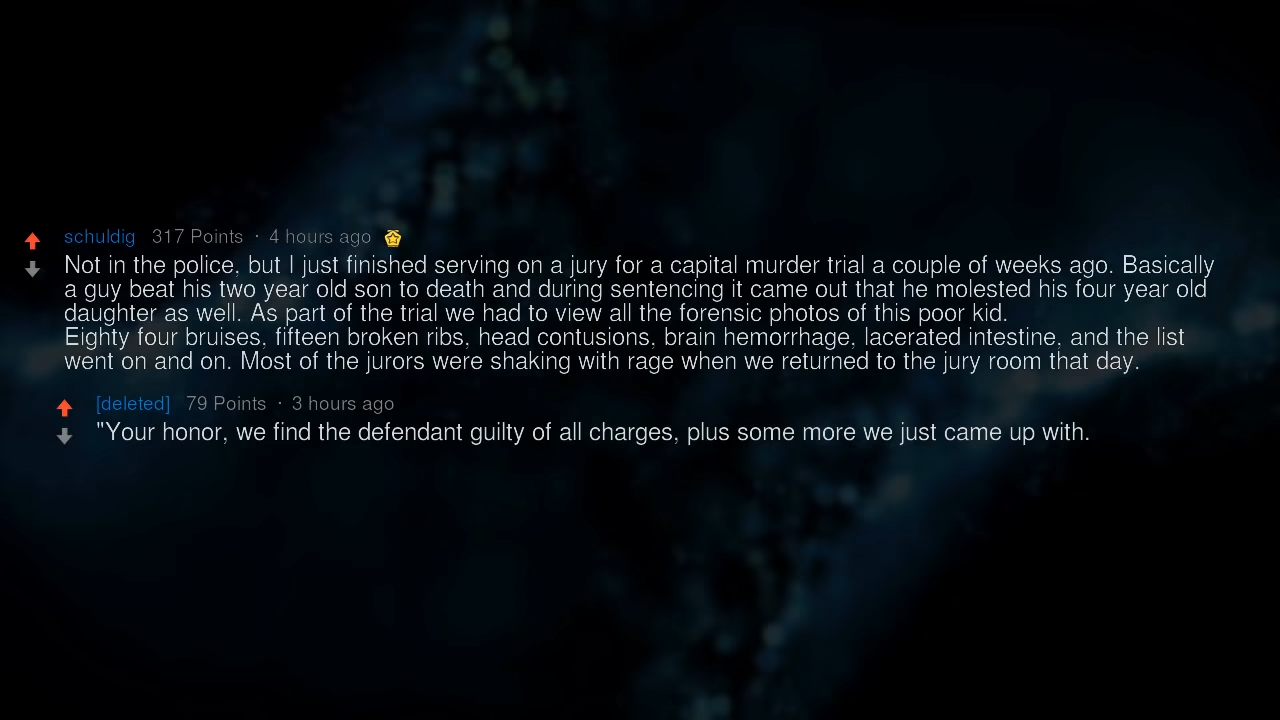 schuldig 317 Points · 4 hours ago
Not in the police, but I just finished serving on a jury for a capital murder trial a couple of weeks ago. Basically
a guy beat his two year old son to death and during sentencing it came out that he molested his four year old
daughter as well. As part of the trial we had to view all the forensic photos of this poor kid.
Eighty four bruises, fifteen broken ribs, head contusions, brain hemorrhage, lacerated intestine, and the list
went on and on. Most of the jurors were shaking with rage when we returned to the jury room that day.
[deleted] 79 Points · 3 hours ago
"Your honor, we find the defendant guilty of all charges, plus some more we just came up with.